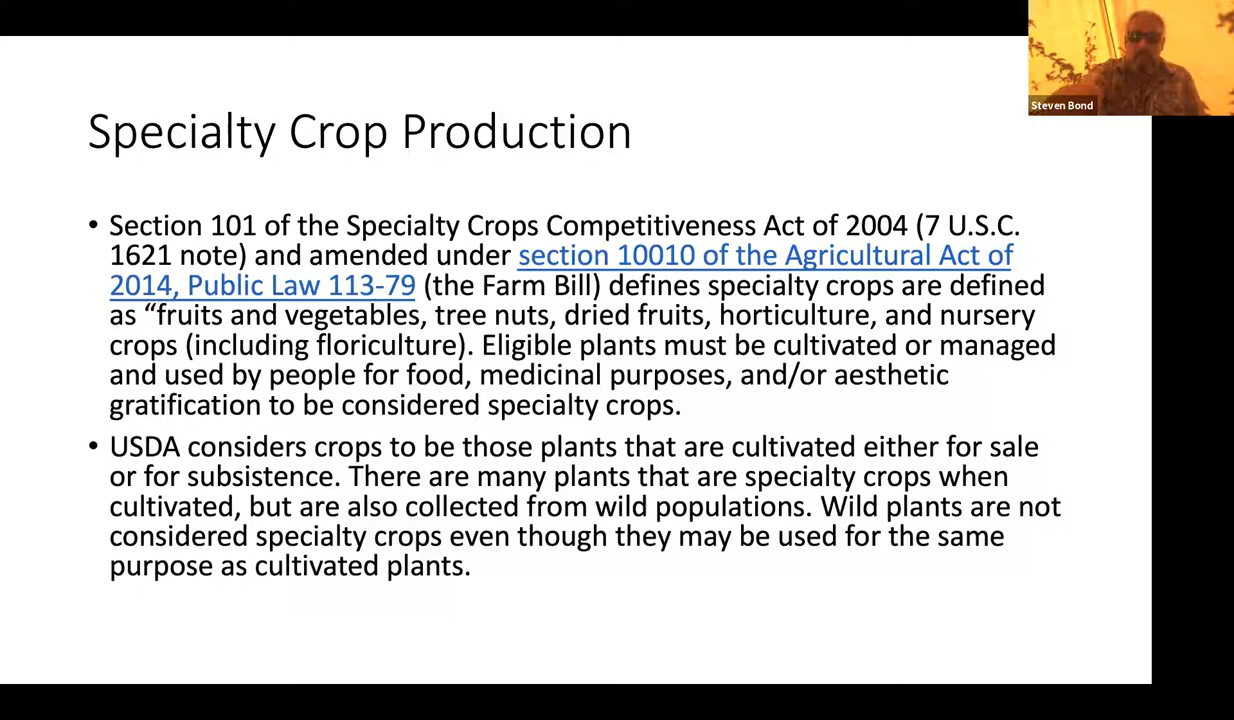 Steven Bond
Specialty Crop Production
• Section 101 of the Specialty Crops Competitiveness Act of 2004 (7 U.S.C.
1621 note) and amended under section 10010 of the Agricultural Act of
2014, Public Law 113-79 (the Farm Bill) defines specialty crops are defined
as “fruits and vegetables, tree nuts, dried fruits, horticulture, and nursery
crops (including floriculture). Eligible plants must be cultivated or managed
and used by people for food, medicinal purposes, and/or aesthetic
gratification to be considered specialty crops.
• USDA considers crops to be those plants that are cultivated either for sale
or for subsistence. There are many plants that are specialty crops when
cultivated, but are also collected from wild populations. Wild plants are not
considered specialty crops even though they may be used for the same
purpose as cultivated plants.